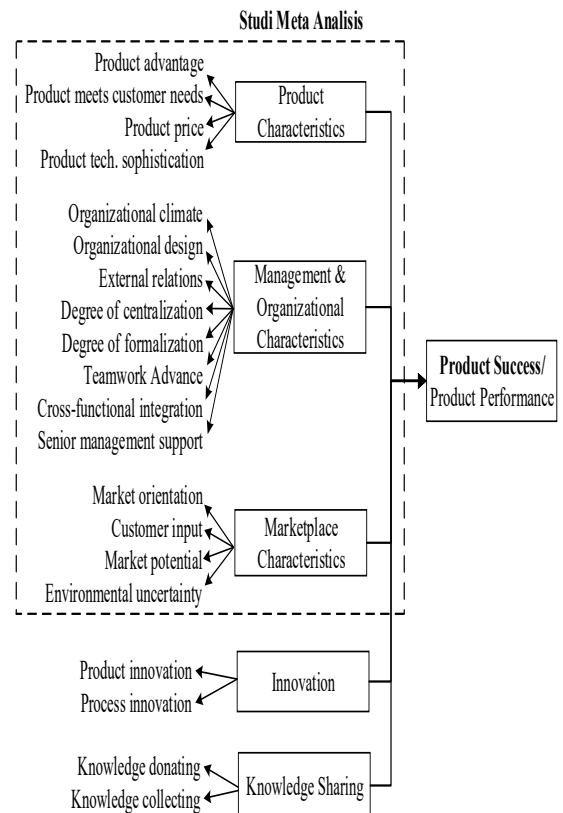 Studi Meta Analisis
Product advantage
Product meets customer needs
Product price
Product tech. sophistication
Product
Characteristics
Organizational climate
Organizational design
External relations
Degree of centralization
Degree of formalization
Teamwork Advance
Cross-functional integration
Senior management support
Management &
Organizational
Characteristics
Product Success/
Product Performance
Market orientation
Customer input
Market potential
Environmental uncertainty
Marketplace
Characteristics
Product innovation
Process innovation
Innovation
Knowledge donating
Knowledge collecting
Knowledge Sharing